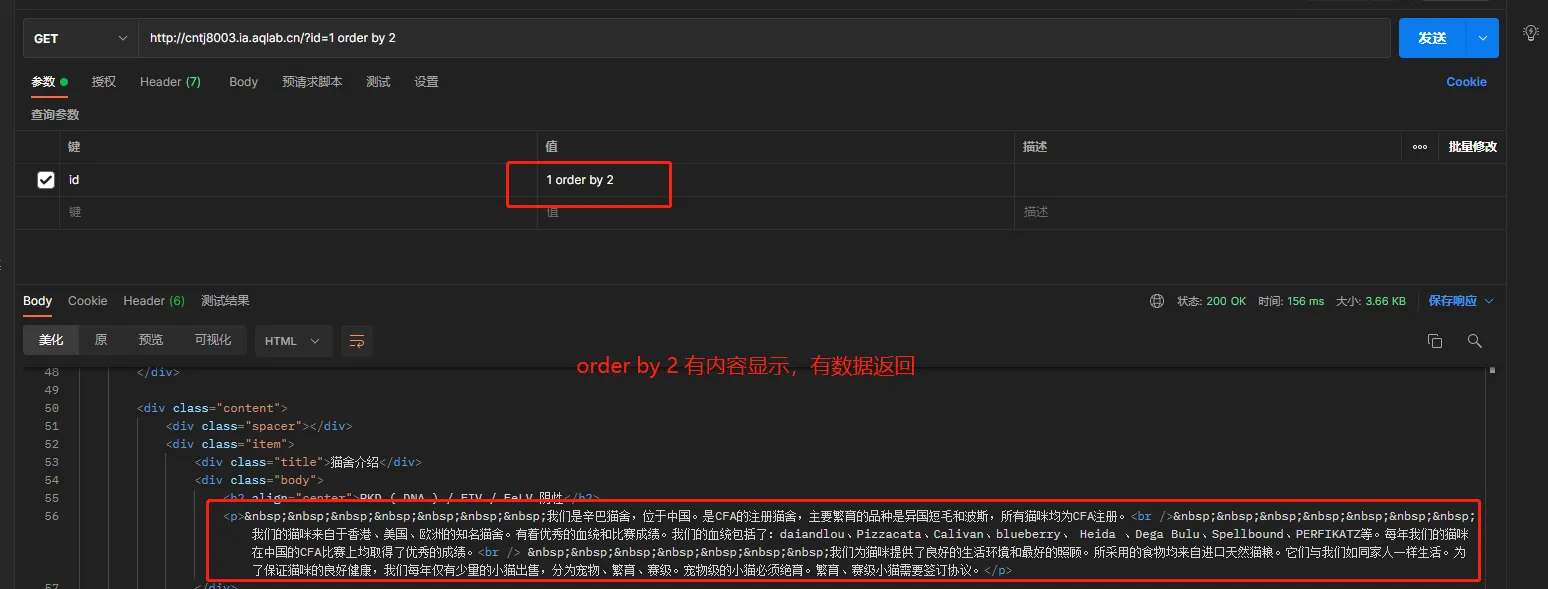 GET http://cntj8003.ia.aqlab.cn/?id=1 order by 2 发送
参数 授权 Header (7) Body 预请求脚本 测试 设置 Cookie
查询参数
键 值 描述 ooo 批量修改
id 1 order by 2
键 值 描述
Body Cookie Header (6) 测试结果 状态: 200 OK 时间: 156 ms 大小: 3.66 KB 保存响应
美化 原 预览 可视化 HTML
order by 2 有内容显示，有数据返回
48 </div>
49
50 <div class="content">
51 <div class="spacer"></div>
52 <div class="item">
53 <div class="title">猫舍介绍</div>
54 <div class="body">
55 <h2 align="center">PKD ( DNA ) / FIV / FeLV 阴性</h2>
56 <p>&nbsp;&nbsp;&nbsp;&nbsp;&nbsp;&nbsp;&nbsp;我们是辛巴猫舍，位于中国。是CFA的注册猫舍，主要繁育的品种是异国短毛和波斯，所有猫咪均为CFA注册。<br />&nbsp;&nbsp;&nbsp;&nbsp;&nbsp;&nbsp;&nbsp;
我们的猫咪来自于香港、美国、欧洲的知名猫舍。有着优秀的血统和比赛成绩。我们的血统包括了：daiandlou、Pizzacata、Calivan、blueberry、 Heida 、Dega Bulu、Spellbound、PERFIKATZ等。每年我们的猫咪
在中国的CFA比赛上均取得了优秀的成绩。<br /> &nbsp;&nbsp;&nbsp;&nbsp;&nbsp;&nbsp;&nbsp;我们为猫咪提供了良好的生活环境和最好的照顾。所采用的食物均来自进口天然猫粮。它们与我们如同家人一样生活。为
了保证猫咪的良好健康，我们每年仅有少量的小猫出售，分为宠物、繁育、赛级。宠物级的小猫必须绝育。繁育、赛级小猫需要签订协议。</p>
57 </div>